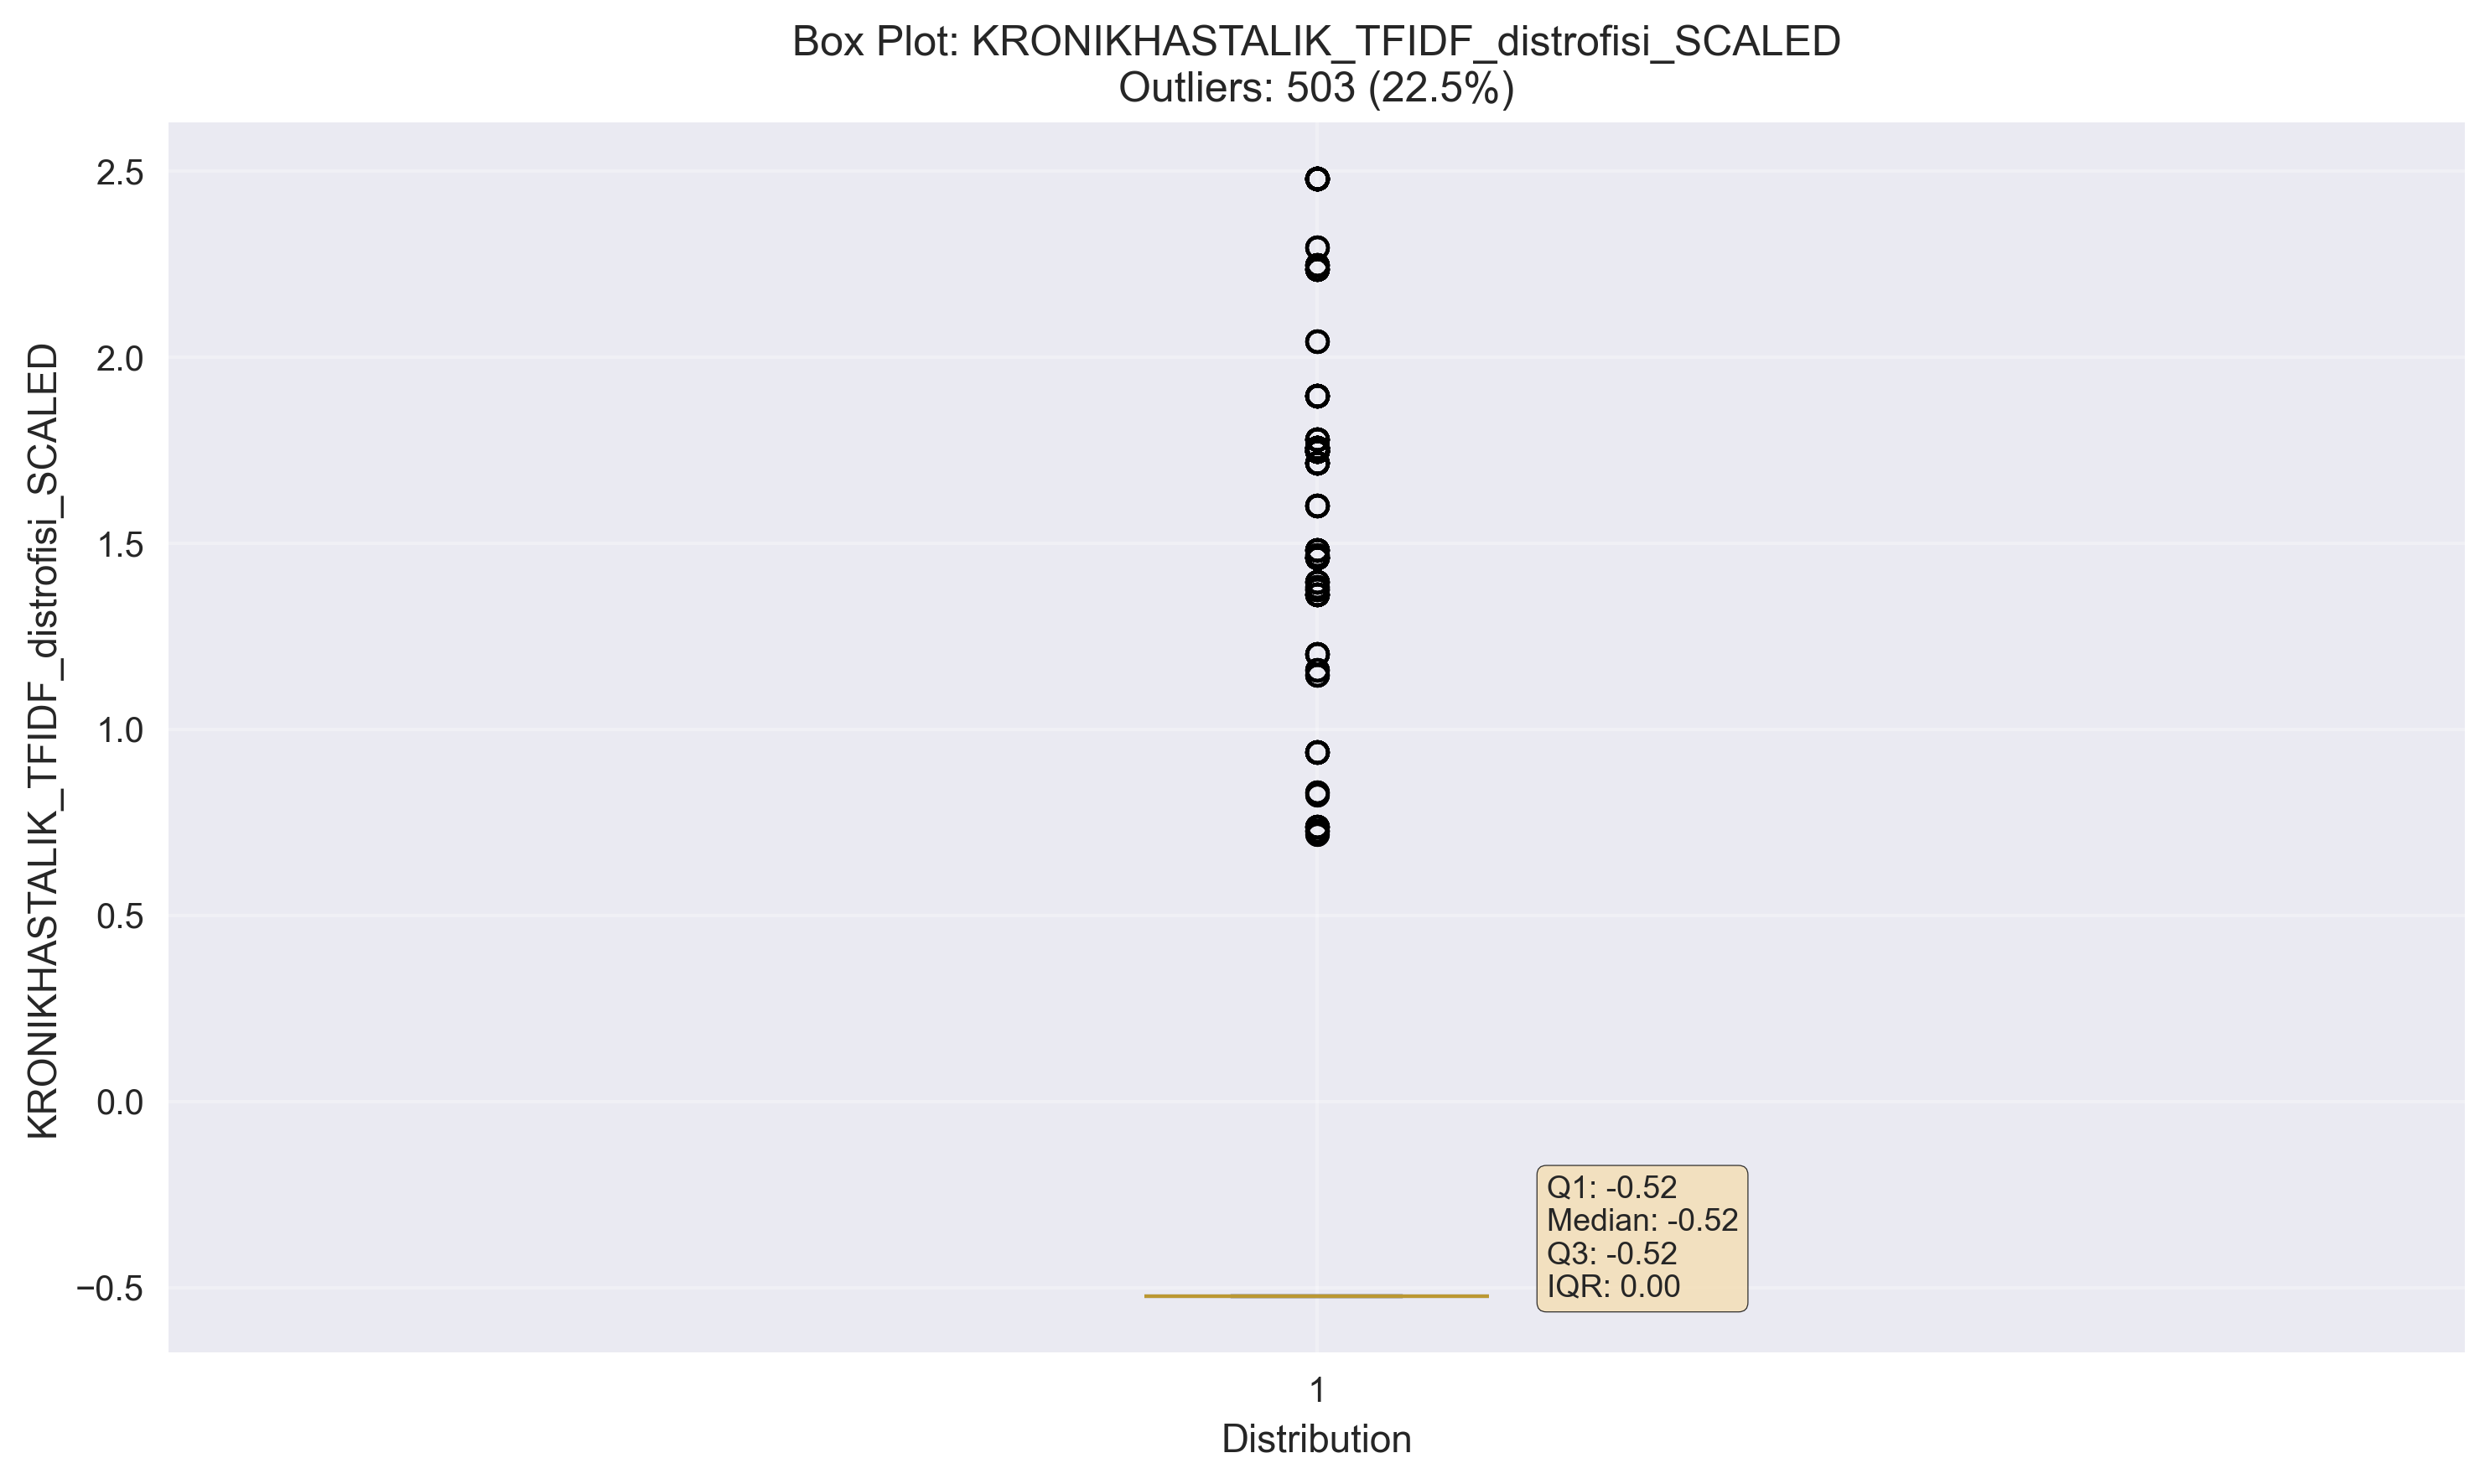 Box Plot: KRONIKHASTALIK_TFIDF_distrofisi_SCALED
Outliers: 503 (22.5%)
KRONIKHASTALIK_TFIDF_distrofisi_SCALED
2.5
2.0
1.5
1.0
0.5
0.0
−0.5
Q1: -0.52
Median: -0.52
Q3: -0.52
IQR: 0.00
1
Distribution